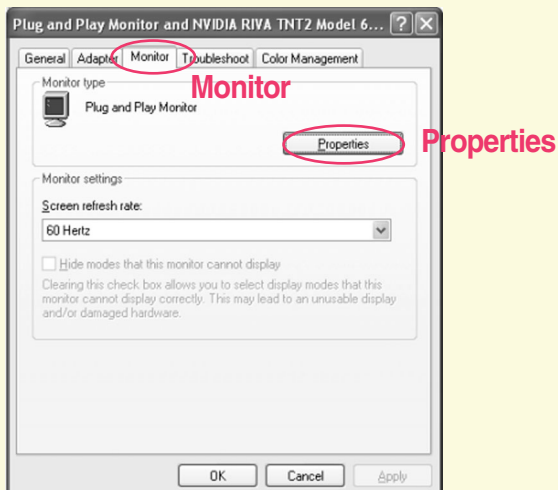 Plug and Play Monitor and NVIDIA RIVA TNT2 Model 6...
General Adapter Monitor Troubleshoot Color Management
Monitor type
Monitor
Plug and Play Monitor
Properties Properties
Monitor settings
Screen refresh rate:
60 Hertz
Hide modes that this monitor cannot display
Clearing this check box allows you to select display modes that this
monitor cannot display correctly. This may lead to an unusable display
and/or damaged hardware.
OK Cancel Apply